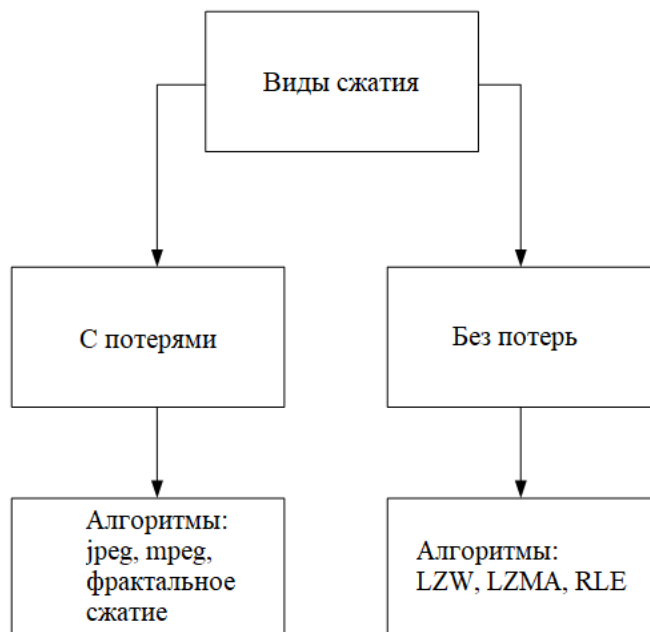 Виды сжатия
С потерями
Без потерь
Алгоритмы:
jpeg, mpeg,
фрактальное
сжатие
Алгоритмы:
LZW, LZMA, RLE